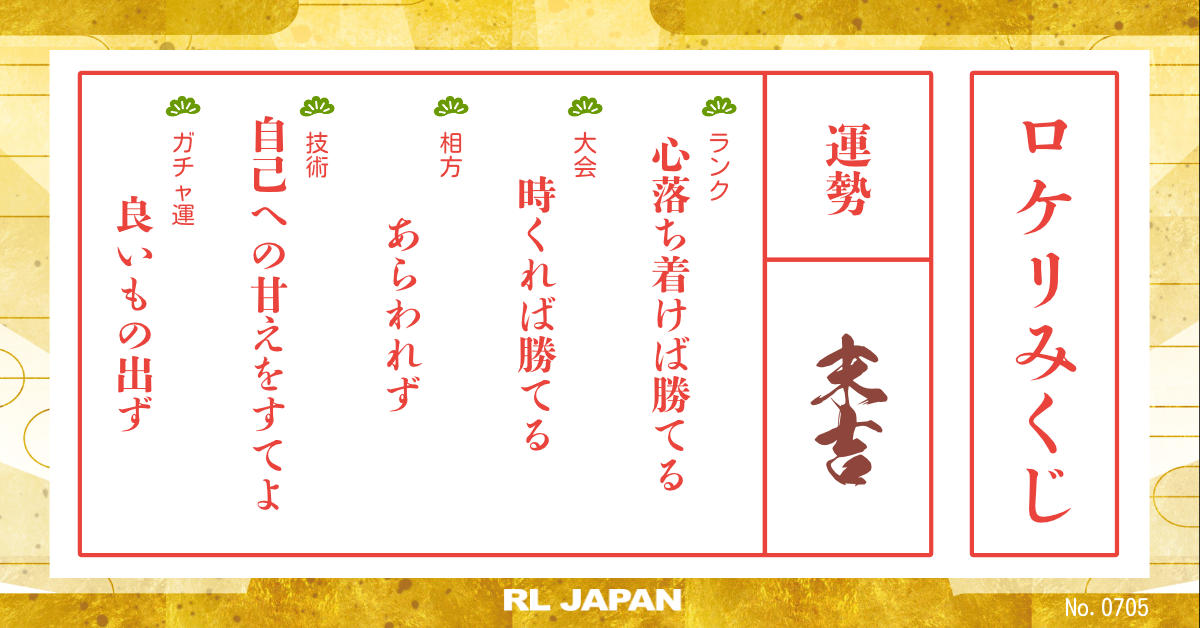 ロケリみくじ
運勢
末吉
ランク
心落ち着けば勝てる
大会
時くれば勝てる
相方
あらわれず
技術
自己への甘えをすてよ
ガチャ運
良いもの出ず
RL JAPAN
No. 0705